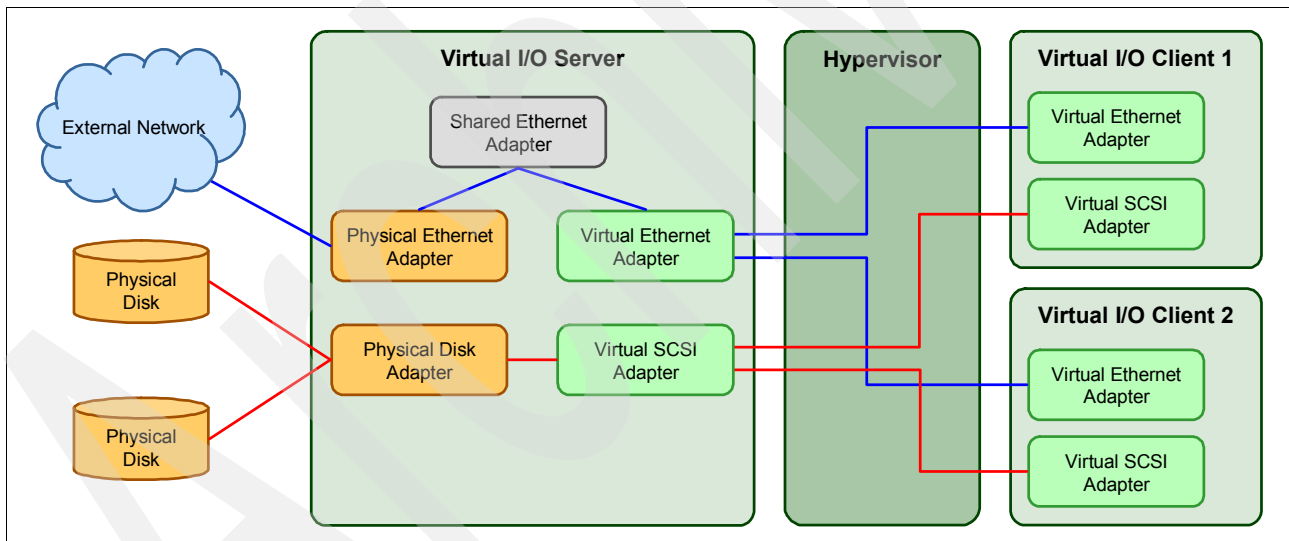 Virtual I/O Server
Hypervisor
Virtual I/O Client 1
External Network
Shared Ethernet
Adapter
Virtual Ethernet
Adapter
Virtual SCSI
Adapter
Physical Ethernet
Adapter
Virtual Ethernet
Adapter
Physical
Disk
Virtual I/O Client 2
Physical Disk
Adapter
Virtual SCSI
Adapter
Virtual Ethernet
Adapter
Physical
Disk
Virtual SCSI
Adapter